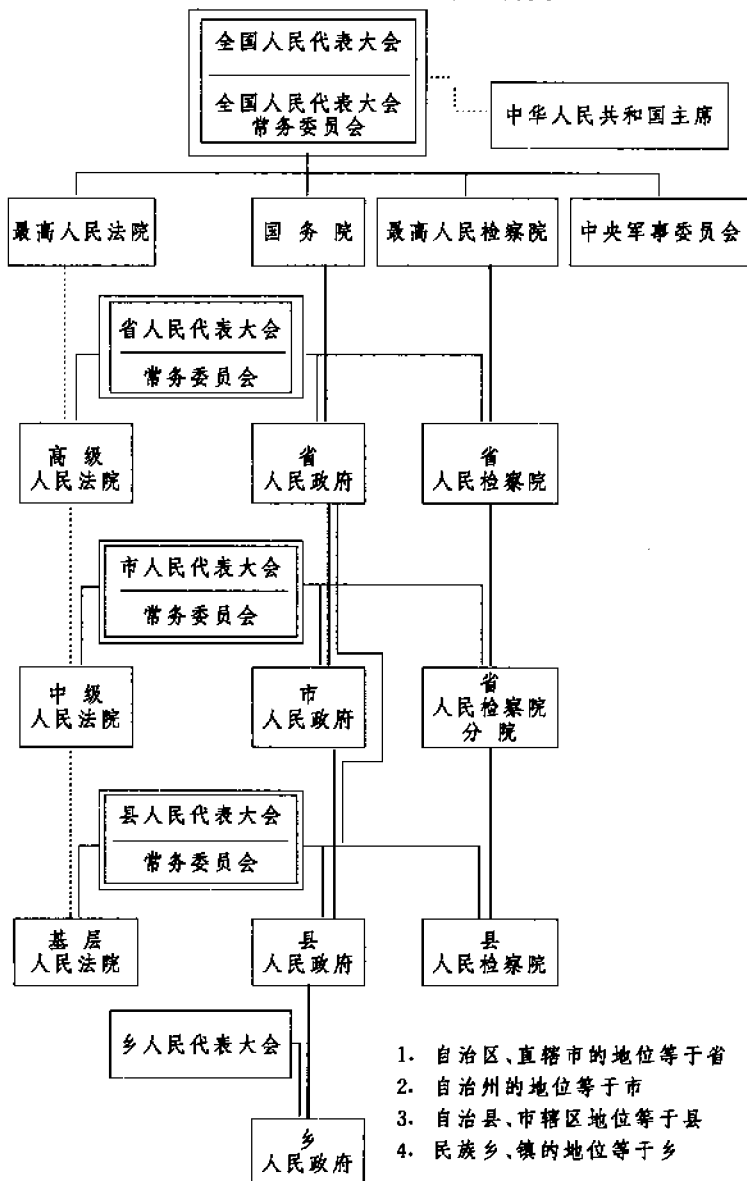 全国人民代表大会
全国人民代表大会
常务委员会
中华人民共和国主席
最高人民法院
国务院
最高人民检察院
中央军事委员会
省人民代表大会
常务委员会
高级
人民法院
省
人民政府
省
人民检察院
市人民代表大会
常务委员会
中级
人民法院
市
人民政府
省
人民检察院
分院
县人民代表大会
常务委员会
基层
人民法院
县
人民政府
县
人民检察院
乡人民代表大会
乡
人民政府
1. 自治区、直辖市的地位等于省
2. 自治州的地位等于市
3. 自治县、市辖区地位等于县
4. 民族乡、镇的地位等于乡